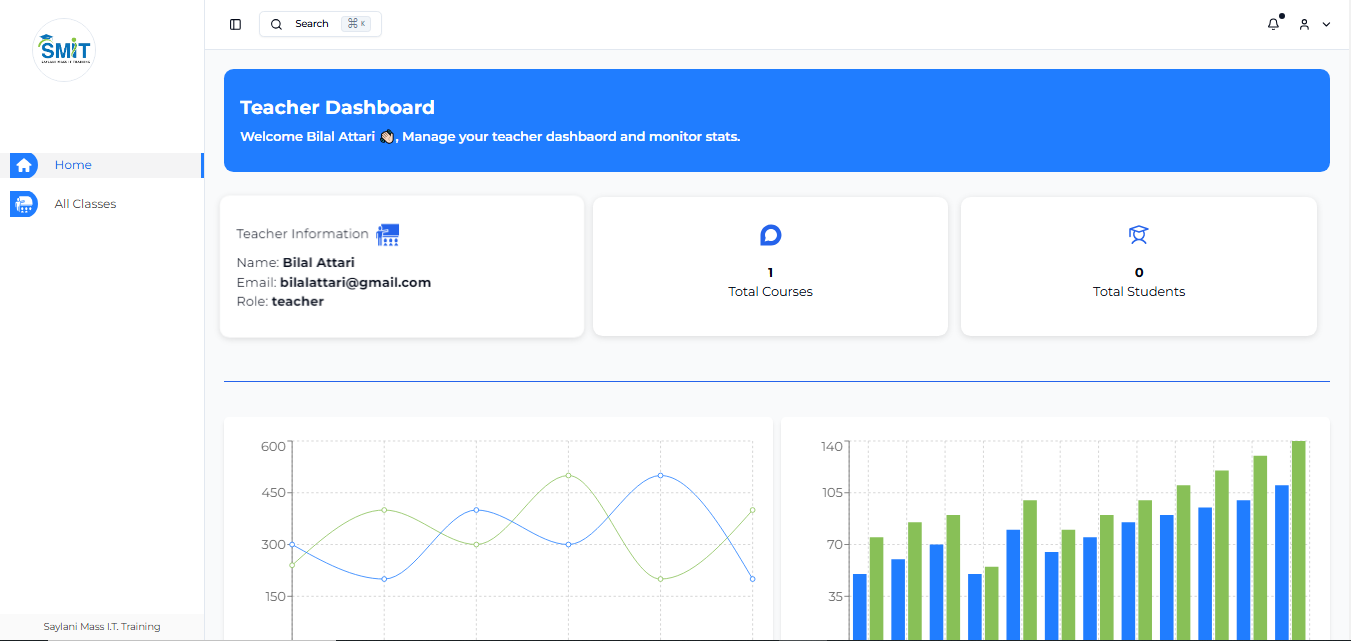 SMIT
SAYLANI MASS I.T TRAINING
Search ⌘ K
Home
All Classes
Teacher Dashboard
Welcome Bilal Attari 👋, Manage your teacher dashbaord and monitor stats.
Teacher Information
Name: Bilal Attari
Email: bilalattari@gmail.com
Role: teacher
1
Total Courses
0
Total Students
600
450
300
150
140
105
70
35
Saylani Mass I.T. Training